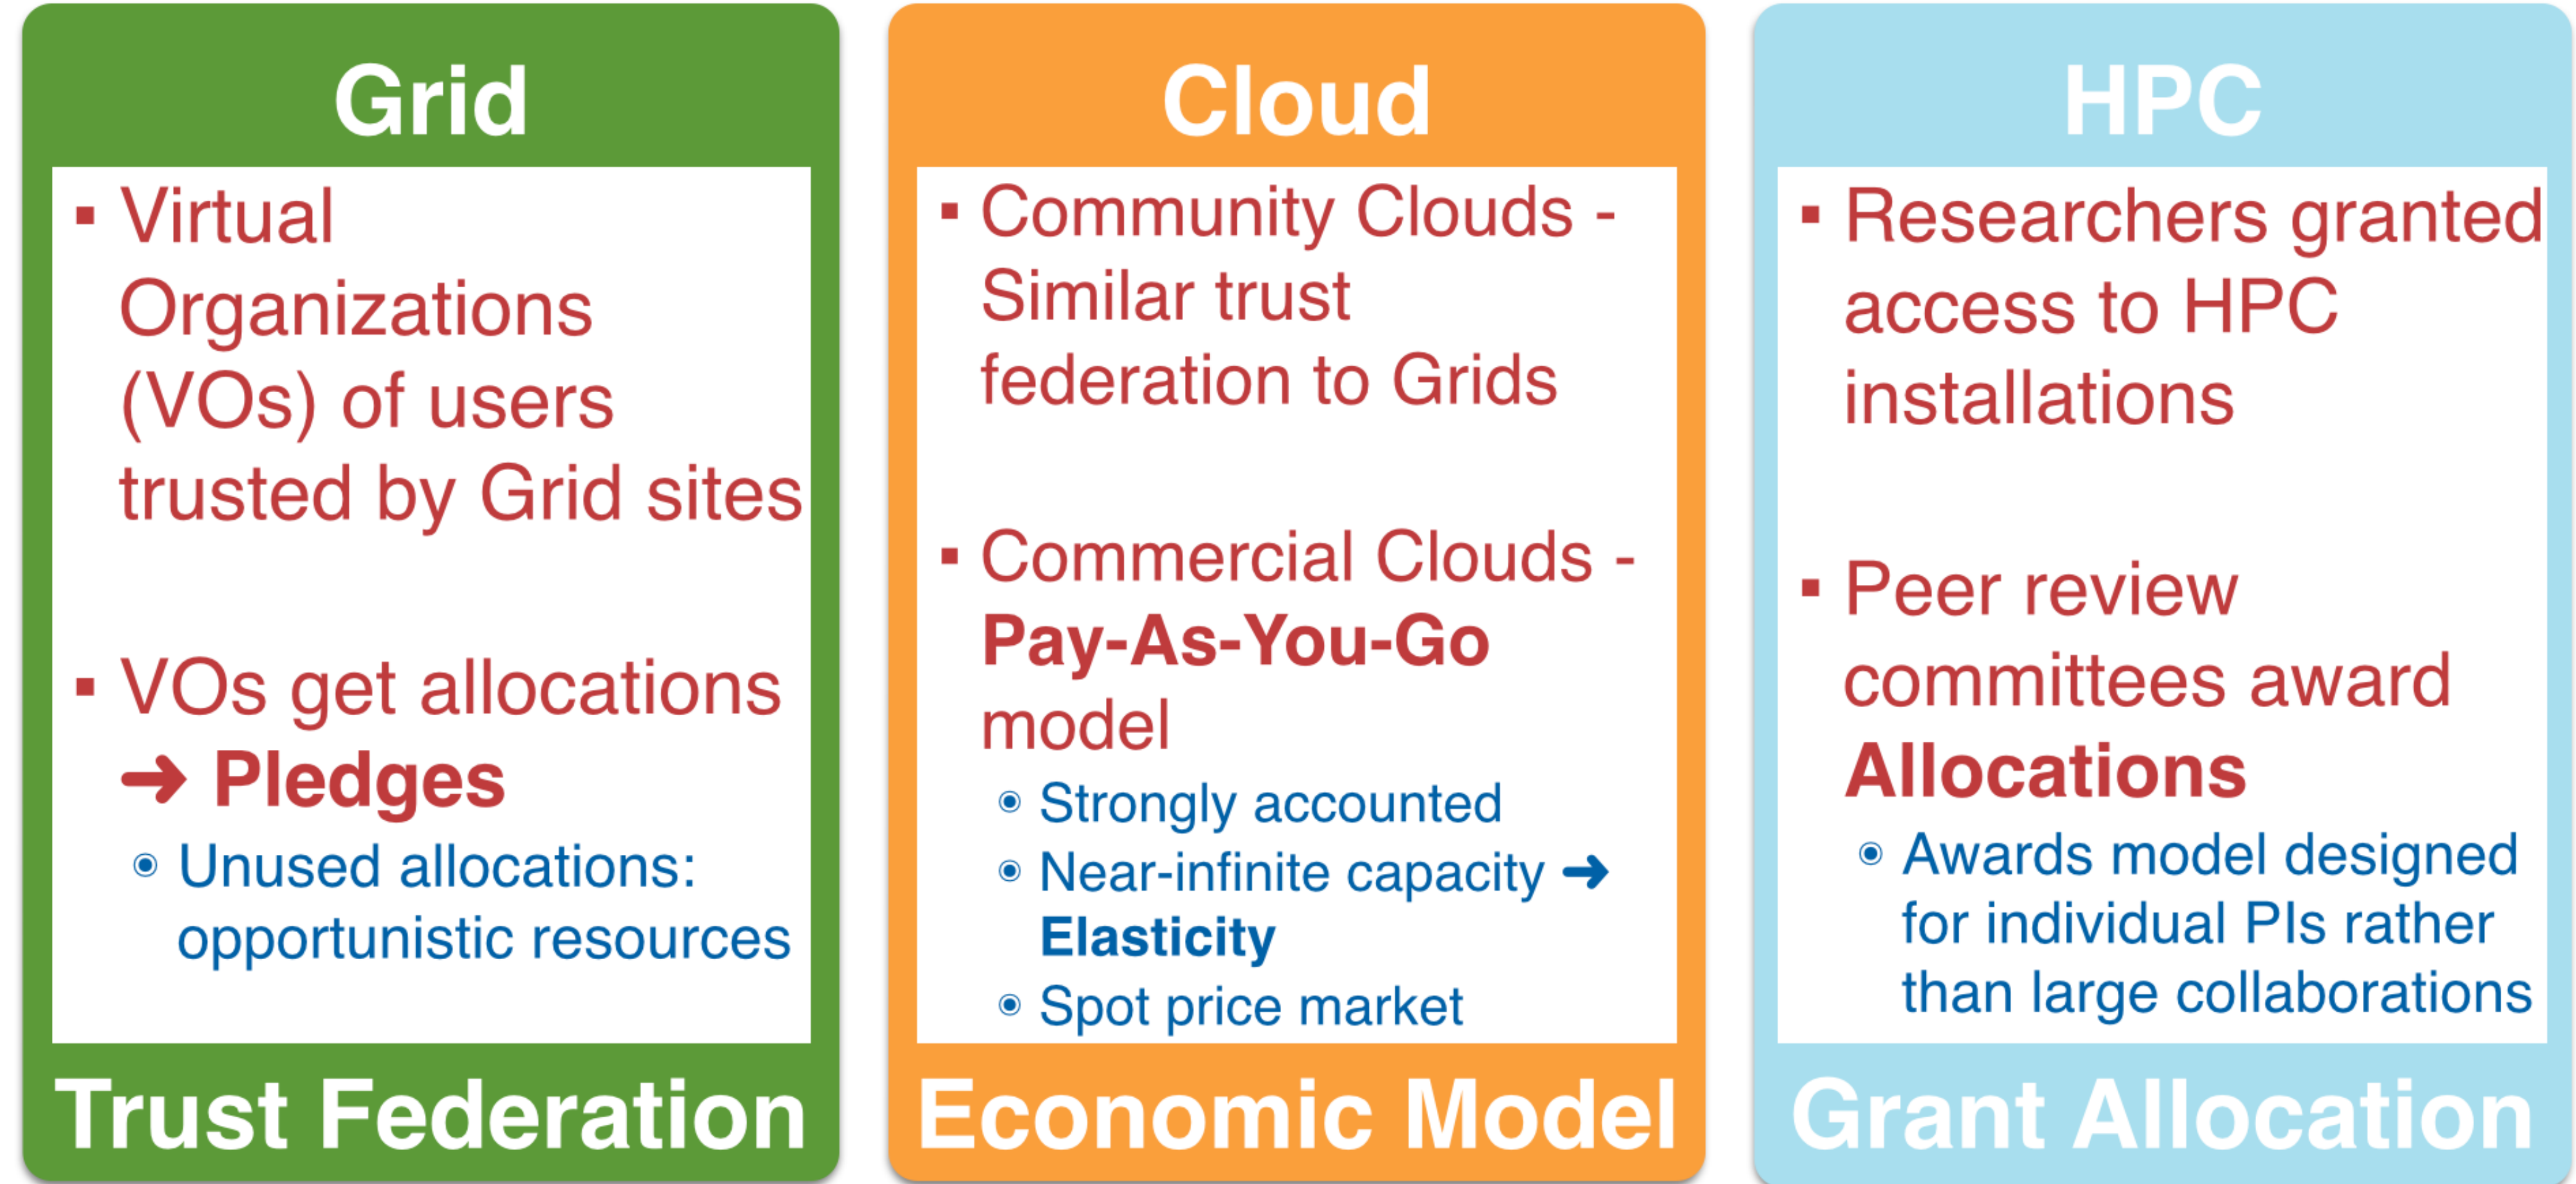 Grid
▪ Virtual
Organizations
(VOs) of users
trusted by Grid sites
▪ VOs get allocations
➜ Pledges
◉ Unused allocations:
opportunistic resources
Trust Federation
Cloud
▪ Community Clouds -
Similar trust
federation to Grids
▪ Commercial Clouds -
Pay-As-You-Go
model
◉ Strongly accounted
◉ Near-infinite capacity ➜
Elasticity
◉ Spot price market
Economic Model
HPC
▪ Researchers granted
access to HPC
installations
▪ Peer review
committees award
Allocations
◉ Awards model designed
for individual PIs rather
than large collaborations
Grant Allocation